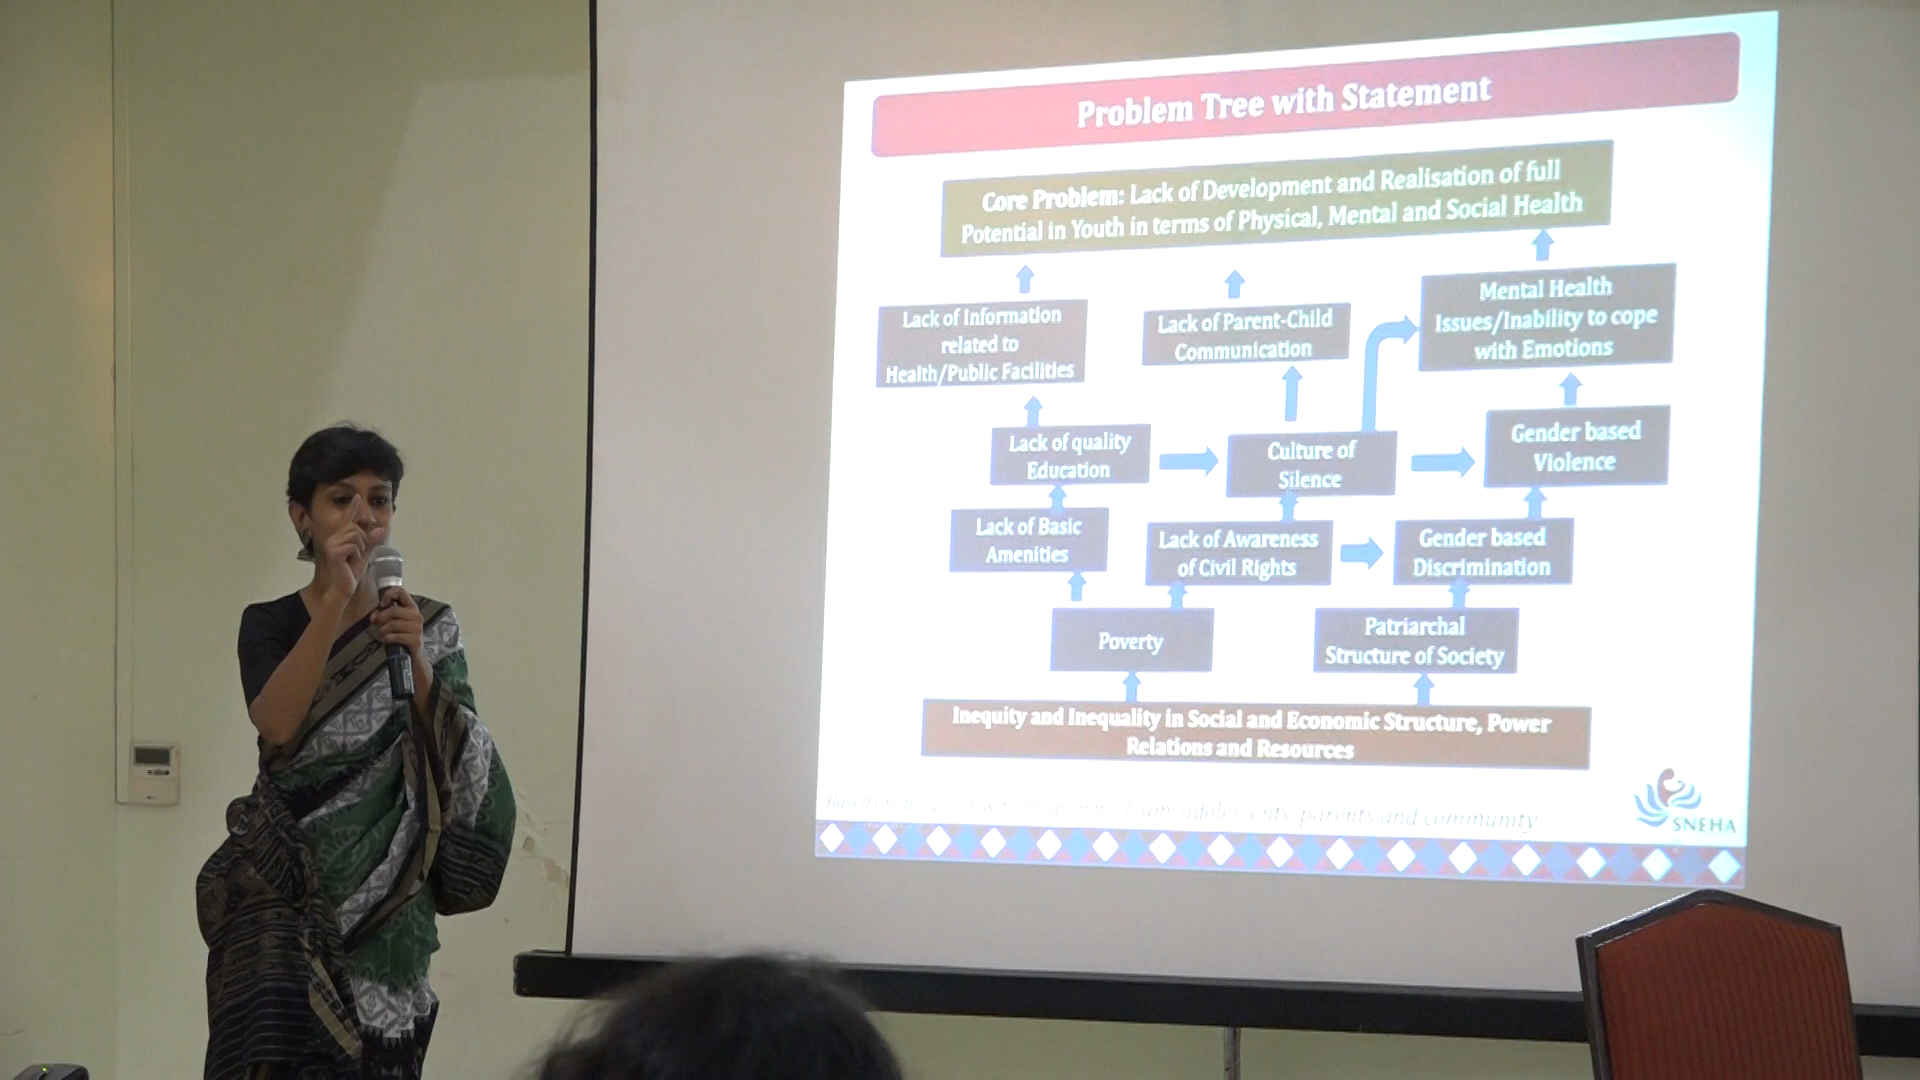 Problem Tree with Statement
Core Problem: Lack of Development and Realisation of full
Potential in Youth in terms of Physical, Mental and Social Health
Lack of Information
related to
Health/Public Facilities
Lack of Parent-Child
Communication
Mental Health
Issues/Inability to cope
with Emotions
Lack of quality
Education
Culture of
Silence
Gender based
Violence
Lack of Basic
Amenities
Lack of Awareness
of Civil Rights
Gender based
Discrimination
Poverty
Patriarchal
Structure of Society
Inequity and Inequality in Social and Economic Structure, Power
Relations and Resources
Based on adolescents, parents and community
SNEHA